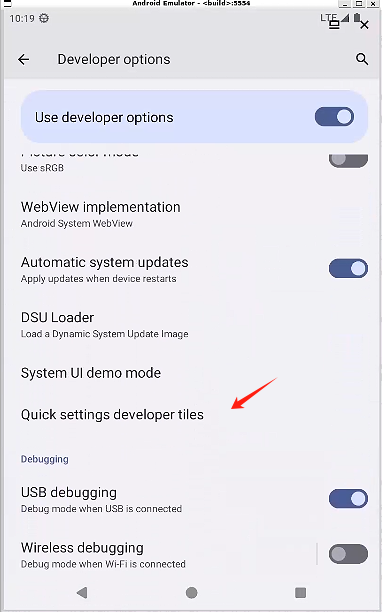 Android Emulator - <build>:5554
10:19
LTE
Developer options
Use developer options
Picture color mode
Use sRGB
WebView implementation
Android System WebView
Automatic system updates
Apply updates when device restarts
DSU Loader
Load a Dynamic System Update Image
System UI demo mode
Quick settings developer tiles
Debugging
USB debugging
Debug mode when USB is connected
Wireless debugging
Debug mode when Wi-Fi is connected